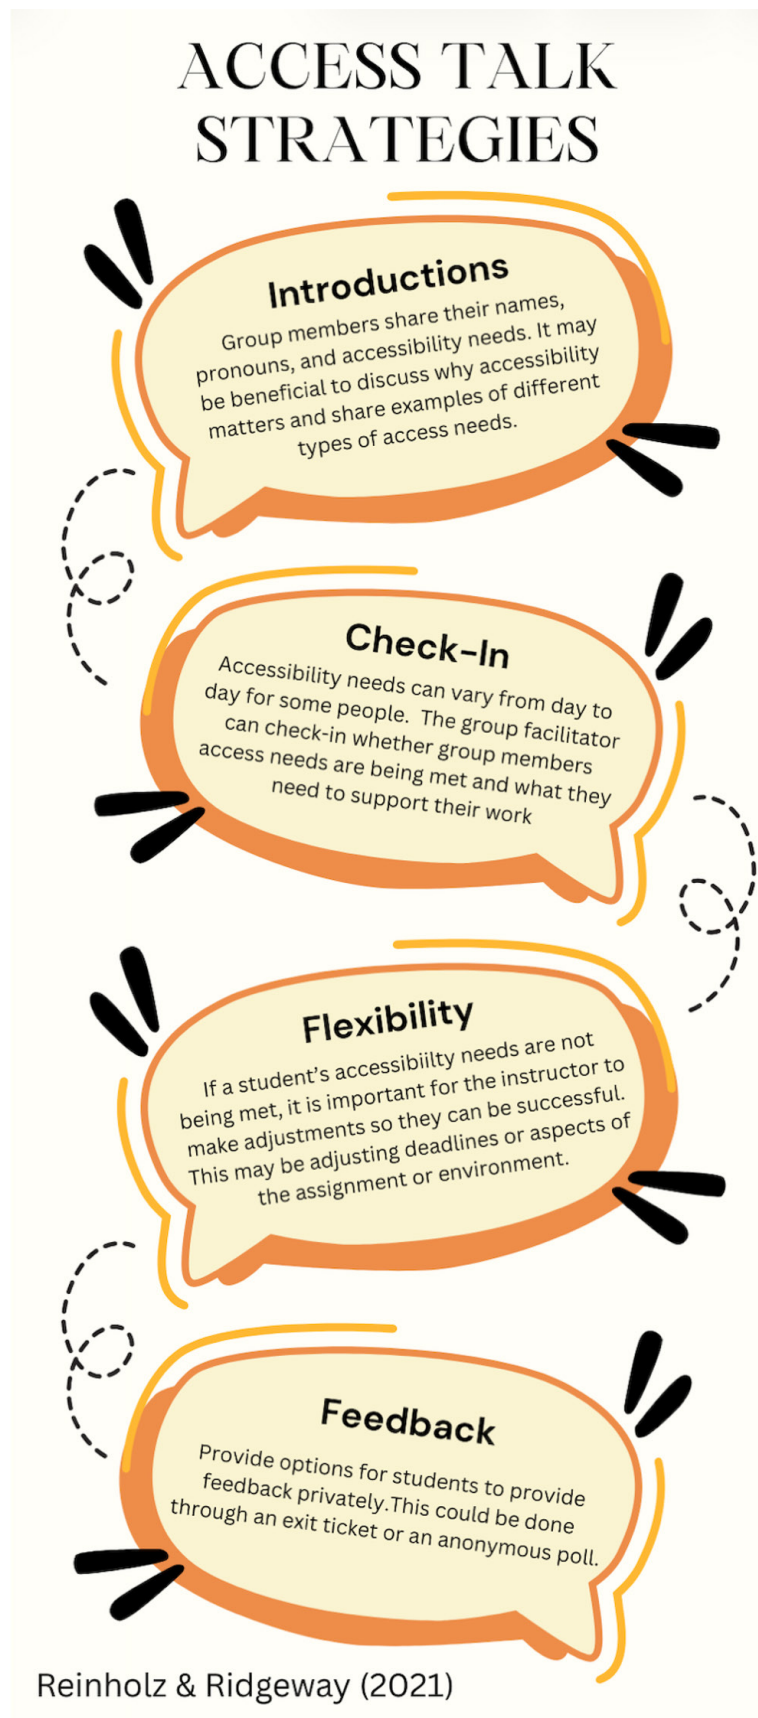 ACCESS TALK
STRATEGIES
Introductions
Group members share their names,
pronouns, and accessibility needs. It may
be beneficial to discuss why accessibility
matters and share examples of different
types of access needs.
Check-In
Accessibility needs can vary from day to
day for some people.  The group facilitator
can check-in whether group members
access needs are being met and what they
need to support their work
Flexibility
If a student's accessibiilty needs are not
being met, it is important for the instructor to
make adjustments so they can be successful.
This may be adjusting deadlines or aspects of
the assignment or environment.
Feedback
Provide options for students to provide
feedback privately.This could be done
through an exit ticket or an anonymous poll.
Reinholz & Ridgeway (2021)